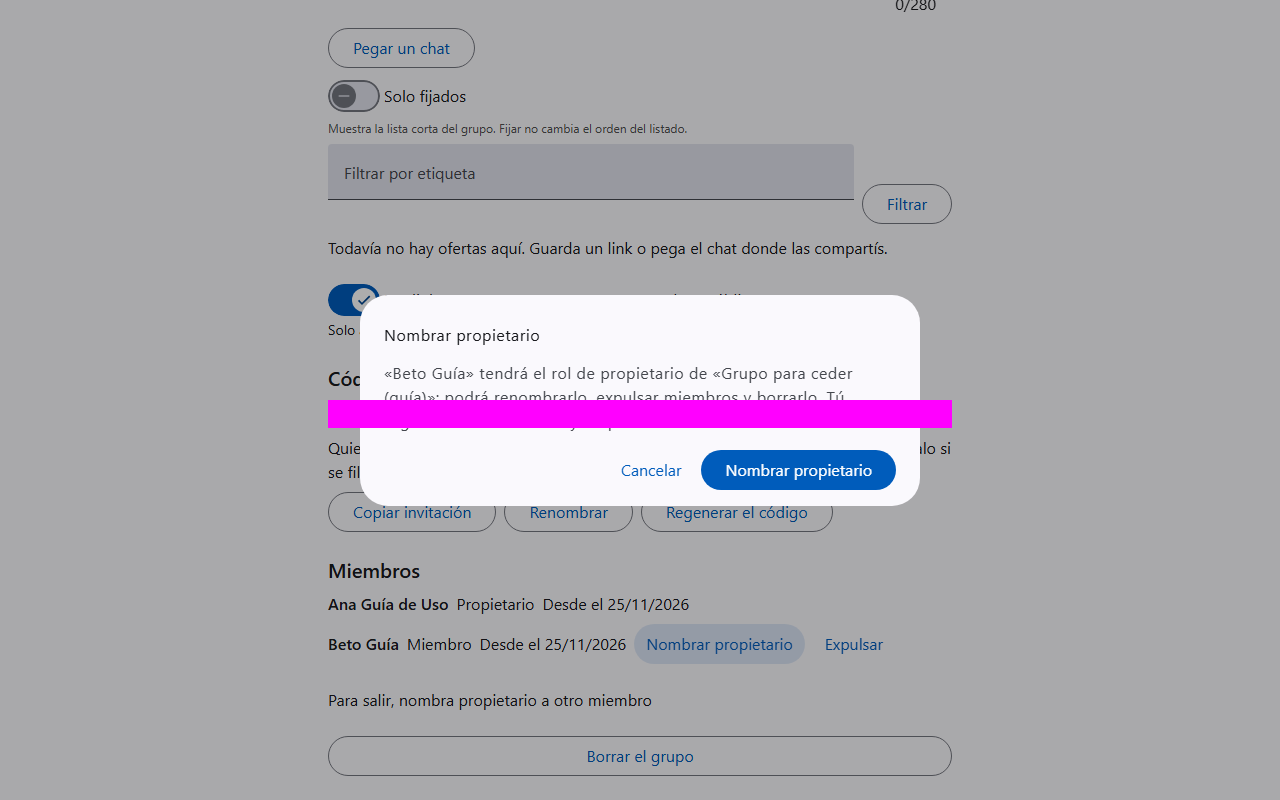 0/280
Pegar un chat
Solo fijados
Muestra la lista corta del grupo. Fijar no cambia el orden del listado.
Filtrar por etiqueta
Filtrar
Todavía no hay ofertas aquí. Guarda un link o pega el chat donde las compartís.
Solo
Nombrar propietario
«Beto Guía» tendrá el rol de propietario de «Grupo para ceder
(guía)»: podrá renombrarlo, expulsar miembros y borrarlo. Tú
Cancelar
Nombrar propietario
si
se
Copiar invitación
Renombrar
Regenerar el código
Miembros
Ana Guía de Uso Propietario Desde el 25/11/2026
Beto Guía Miembro Desde el 25/11/2026 Nombrar propietario Expulsar
Para salir, nombra propietario a otro miembro
Borrar el grupo